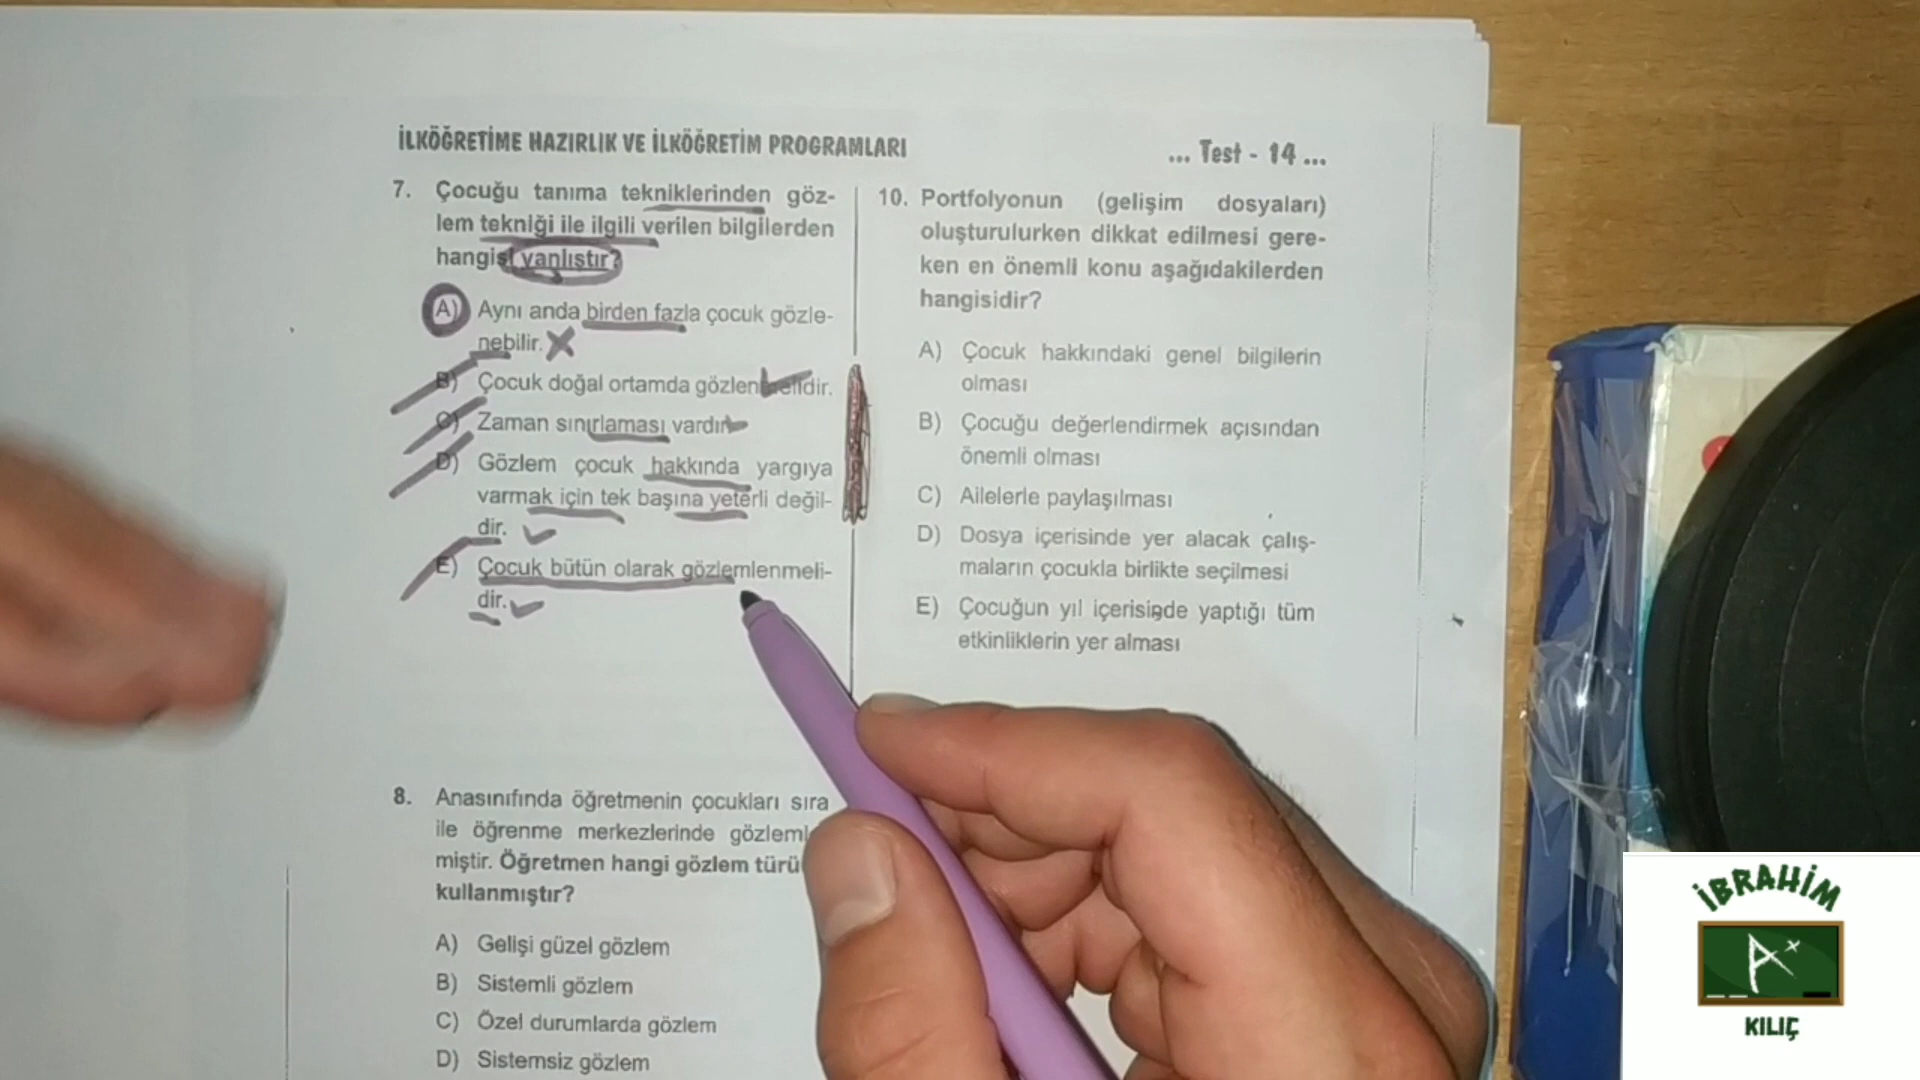 İLKÖĞRETİME HAZIRLIK VE İLKÖĞRETİM PROGRAMLARI
... Test - 14 ...
7. Çocuğu tanıma tekniklerinden göz-
lem tekniği ile ilgili verilen bilgilerden
hangisi yanlıştır?
A) Aynı anda birden fazla çocuk gözle-
nebilir.
B) Çocuk doğal ortamda gözlenmelidir.
C) Zaman sınırlaması vardır.
D) Gözlem çocuk hakkında yargıya
varmak için tek başına yeterli değil-
dir.
E) Çocuk bütün olarak gözlemlenmeli-
dir.
8. Anasınıfında öğretmenin çocukları sıra
ile öğrenme merkezlerinde
miştir. Öğretmen hangi gözlem
kullanmıştır?
A) Gelişi güzel gözlem
B) Sistemli gözlem
C) Özel durumlarda gözlem
D) Sistemsiz gözlem
10. Portfolyonun (gelişim dosyaları)
oluşturulurken dikkat edilmesi gere-
ken en önemli konu aşağıdakilerden
hangisidir?
A) Çocuk hakkındaki genel bilgilerin
olması
B) Çocuğu değerlendirmek açısından
önemli olması
C) Ailelerle paylaşılması
D) Dosya içerisinde yer alacak çalış-
maların çocukla birlikte seçilmesi
E) Çocuğun yıl içerisinde yaptığı tüm
etkinliklerin yer alması
İBRAHİM
A+
KILIÇ